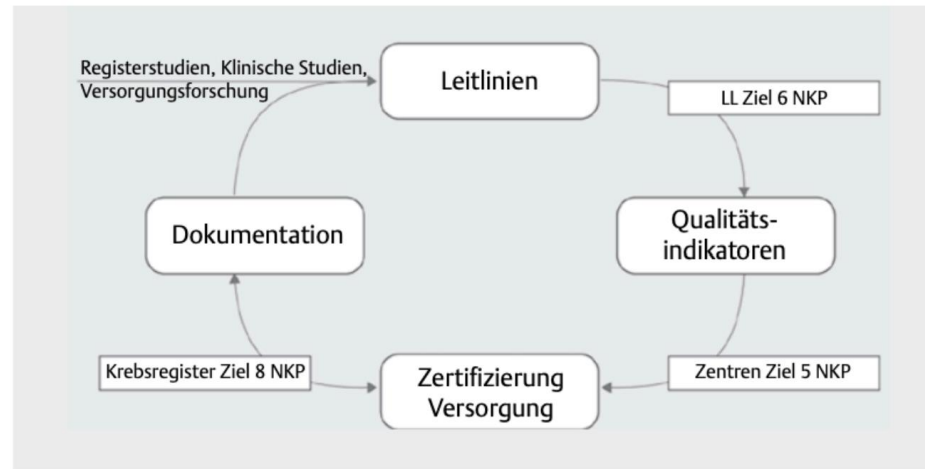 Registerstudien, Klinische Studien,
Versorgungsforschung
Leitlinien
LL Ziel 6 NKP
Dokumentation
Qualitäts-
indikatoren
Krebsregister Ziel 8 NKP
Zertifizierung
Versorgung
Zentren Ziel 5 NKP